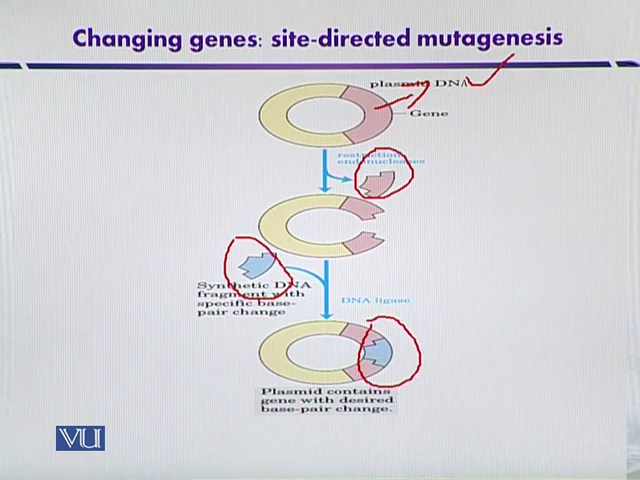 Changing genes: site-directed mutagenesis
plasmid DNA
Gene
restriction
endonucleases
Synthetic DNA
fragment with
specific base-
pair change
DNA ligase
Plasmid contains
gene with desired
base-pair change.
VU